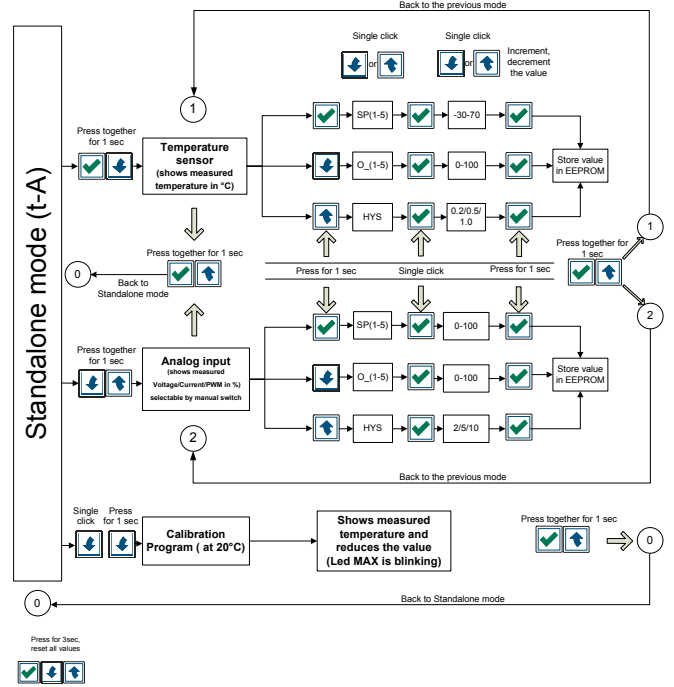 Back to the previous mode
Single click
or
Single click
or
Increment,
decrement
the value
1
Standalone mode (t-A)
Press together
for 1 sec
Temperature
sensor
(shows measured
temperature in °C)
SP(1-5)
-30-70
O_(1-5)
0-100
Store value
in EEPROM
HYS
0.2/0.5/
1.0
Press together for 1 sec
0
Back to
Standalone mode
Press for 1 sec
Single click
Press for 1 sec
Press together for
1 sec
1
2
Press together
for 1 sec
Analog input
(shows measured
Voltage/Current/PWM in %)
selectable by manual switch
SP(1-5)
0-100
O_(1-5)
0-100
Store value
in EEPROM
HYS
2/5/10
2
Back to the previous mode
Single
click
Press
for 1 sec
Calibration
Program ( at 20°C)
Shows measured
temperature and
reduces the value
(Led MAX is blinking)
Press together for 1 sec
0
0
Back to Standalone mode
Press for 3sec,
reset all values